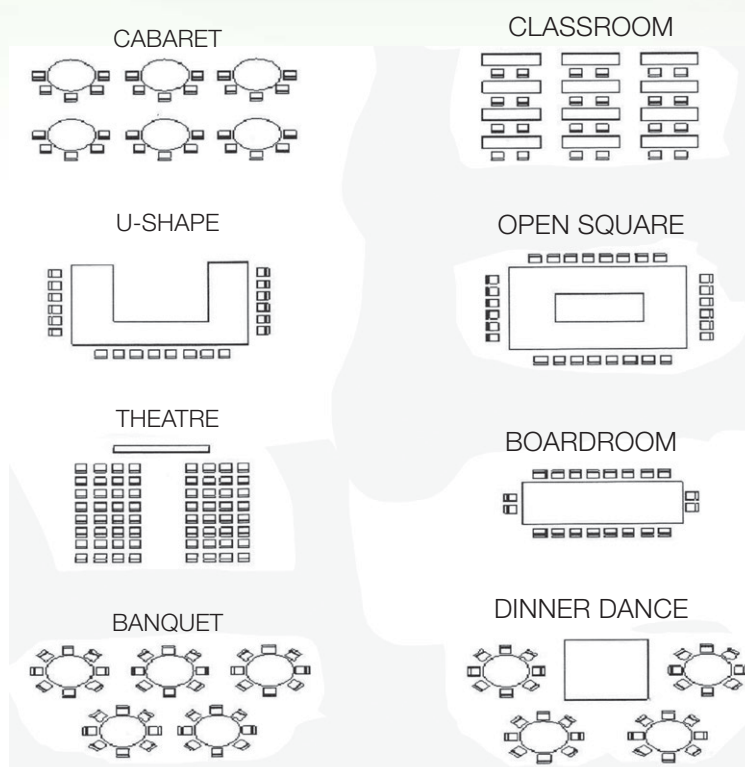 CABARET
CLASSROOM
U-SHAPE
OPEN SQUARE
THEATRE
BOARDROOM
BANQUET
DINNER DANCE